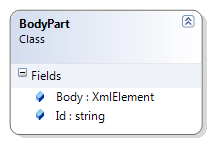 BodyPart
Class
Fields
Body : XmlElement
Id : string